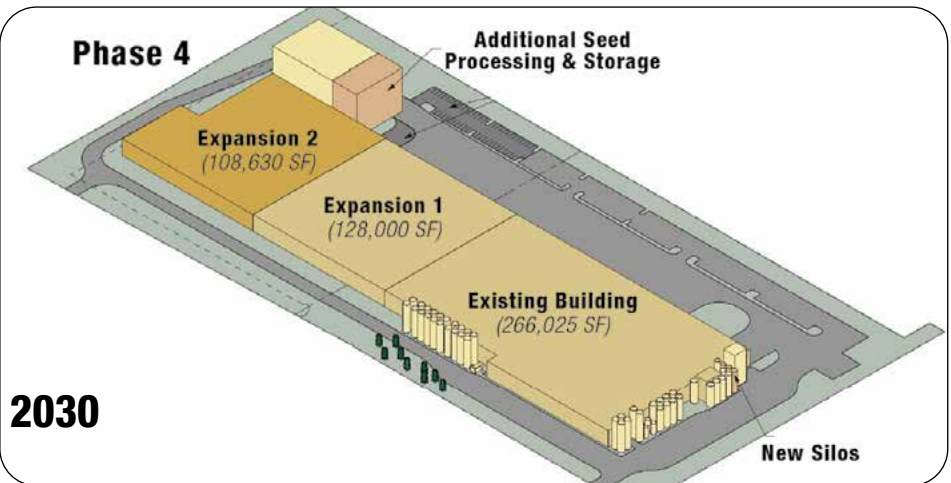 Phase 4
Additional Seed
Processing & Storage
Expansion 2
(108,630 SF)
Expansion 1
(128,000 SF)
Existing Building
(266,025 SF)
2030
New Silos